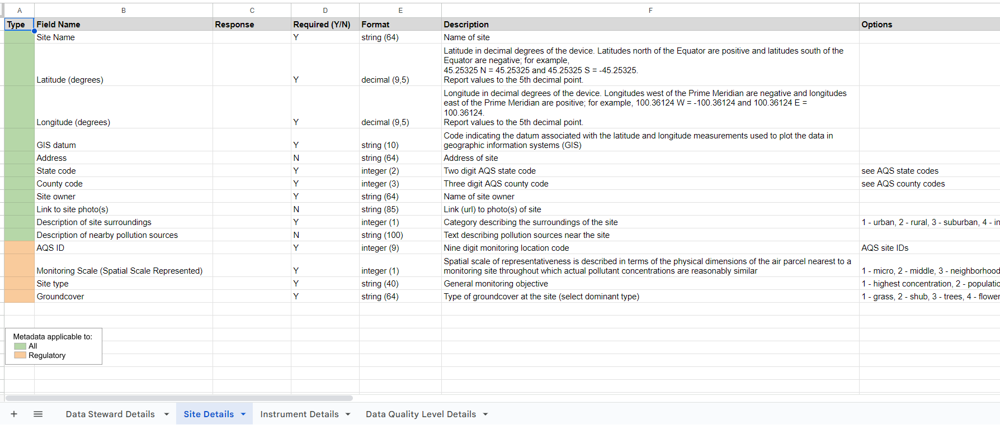 A B C D E F
Type Field Name Response Required (Y/N) Format Description Options
Site Name Y string (64) Name of site
Latitude in decimal degrees of the device. Latitudes north of the Equator are positive and latitudes south of the
Equator are negative; for example,
45.25325 N = 45.25325 and 45.25325 S = -45.25325.
Latitude (degrees) Y decimal (9,5) Report values to the 5th decimal point.
Longitude in decimal degrees of the device. Longitudes west of the Prime Meridian are negative and longitudes
east of the Prime Meridian are positive; for example, 100.36124 W = -100.36124 and 100.36124 E =
100.36124.
Longitude (degrees) Y decimal (9,5) Report values to the 5th decimal point.
Code indicating the datum associated with the latitude and longitude measurements used to plot the data in
GIS datum Y string (10) geographic information systems (GIS)
Address N string (64) Address of site
State code Y integer (2) Two digit AQS state code see AQS state codes
County code Y integer (3) Three digit AQS county code see AQS county codes
Site owner Y string (64) Name of site owner
Link to site photo(s) N string (85) Link (url) to photo(s) of site
Description of site surroundings Y integer (1) Category describing the surroundings of the site 1 - urban, 2 - rural, 3 - suburban, 4 - in
Description of nearby pollution sources N string (100) Text describing pollution sources near the site
AQS ID Y integer (9) Nine digit monitoring location code AQS site IDs
Spatial scale of representativeness is described in terms of the physical dimensions of the air parcel nearest to a
Monitoring Scale (Spatial Scale Represented) Y integer (1) monitoring site throughout which actual pollutant concentrations are reasonably similar 1 - micro, 2 - middle, 3 - neighborhood
Site type Y string (40) General monitoring objective 1 - highest concentration, 2 - populatio
Groundcover Y string (64) Type of groundcover at the site (select dominant type) 1 - grass, 2 - shub, 3 - trees, 4 - flower
Metadata applicable to:
All
Regulatory
Data Steward Details Site Details Instrument Details Data Quality Level Details